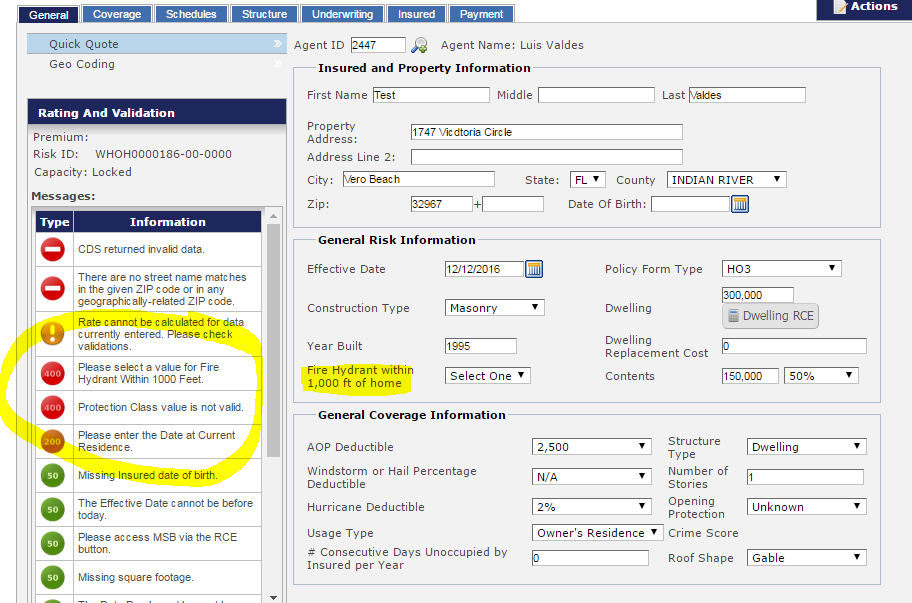 General Coverage Schedules Structure Underwriting Insured Payment Actions
Quick Quote »
Geo Coding »
Agent ID 2447 Agent Name: Luis Valdes
Rating And Validation
Premium:
Risk ID: WHOH0000186-00-0000
Capacity: Locked
Messages:
Type Information
CDS returned invalid data.
There are no street name matches
in the given ZIP code or in any
geographically-related ZIP code.
Rate cannot be calculated for data
currently entered. Please check
validations.
400 Please select a value for Fire
Hydrant Within 1000 Feet.
400 Protection Class value is not valid.
200 Please enter the Date at Current
Residence.
50 Missing Insured date of birth.
50 The Effective Date cannot be before
today.
50 Please access MSB via the RCE
button.
50 Missing square footage.
Insured and Property Information
First Name Test Middle Last Valdes
Property
Address: 1747 Vicdtoria Circle
Address Line 2:
City: Vero Beach State: FL County INDIAN RIVER
Zip: 32967 + Date Of Birth:
General Risk Information
Effective Date 12/12/2016 Policy Form Type HO3
Construction Type Masonry Dwelling 300,000
Dwelling RCE
Year Built 1995 Dwelling
Replacement Cost 0
Fire Hydrant within
1,000 ft of home Select One Contents 150,000 50%
General Coverage Information
AOP Deductible 2,500 Structure
Type Dwelling
Windstorm or Hail Percentage
Deductible N/A Number of
Stories 1
Hurricane Deductible 2% Opening
Protection Unknown
Usage Type Owner's Residence Crime Score
# Consecutive Days Unoccupied by
Insured per Year 0 Roof Shape Gable